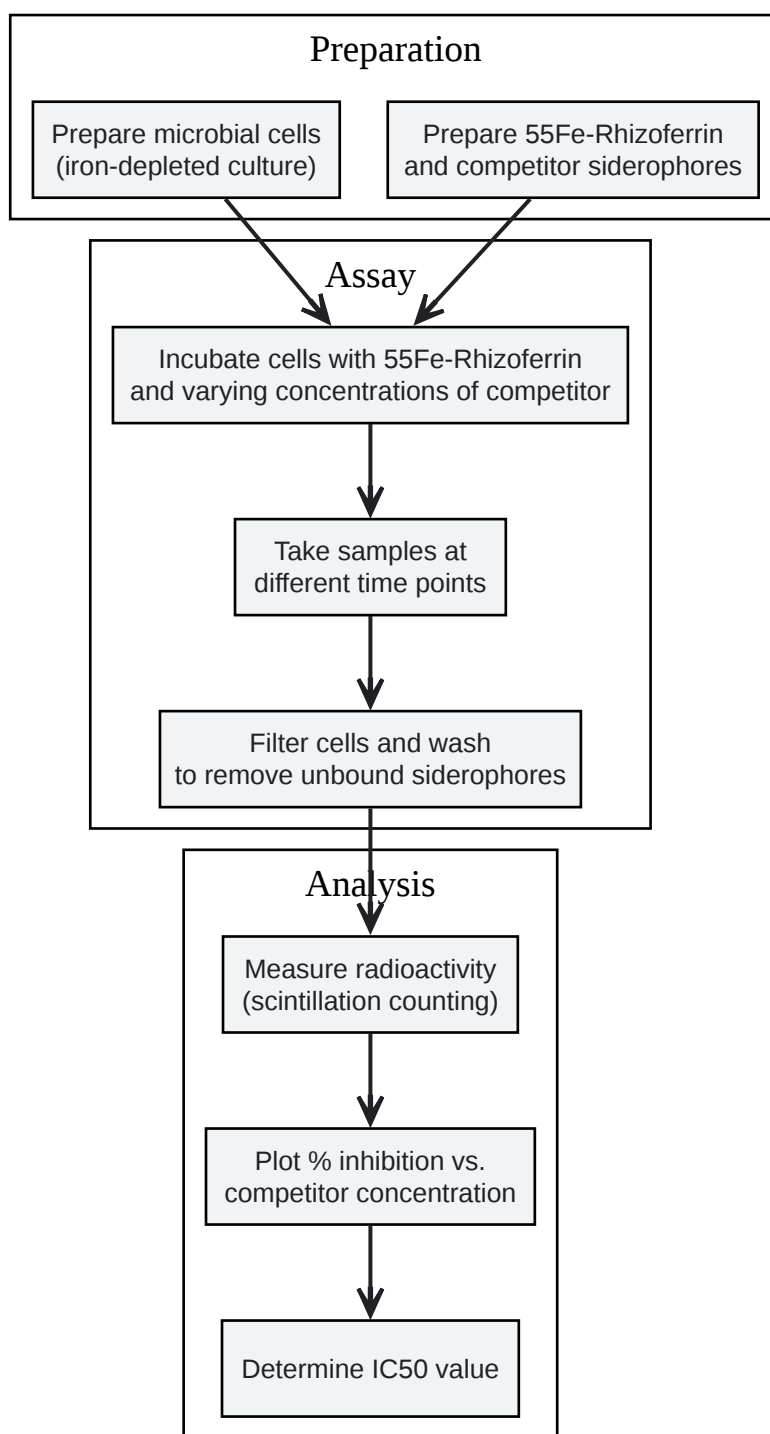 Preparation
Prepare microbial cells
(iron-depleted culture)
Prepare 55Fe-Rhizoferrin
and competitor siderophores
Assay
Incubate cells with 55Fe-Rhizoferrin
and varying concentrations of competitor
Take samples at
different time points
Filter cells and wash
to remove unbound siderophores
Analysis
Measure radioactivity
(scintillation counting)
Plot % inhibition vs.
competitor concentration
Determine IC50 value